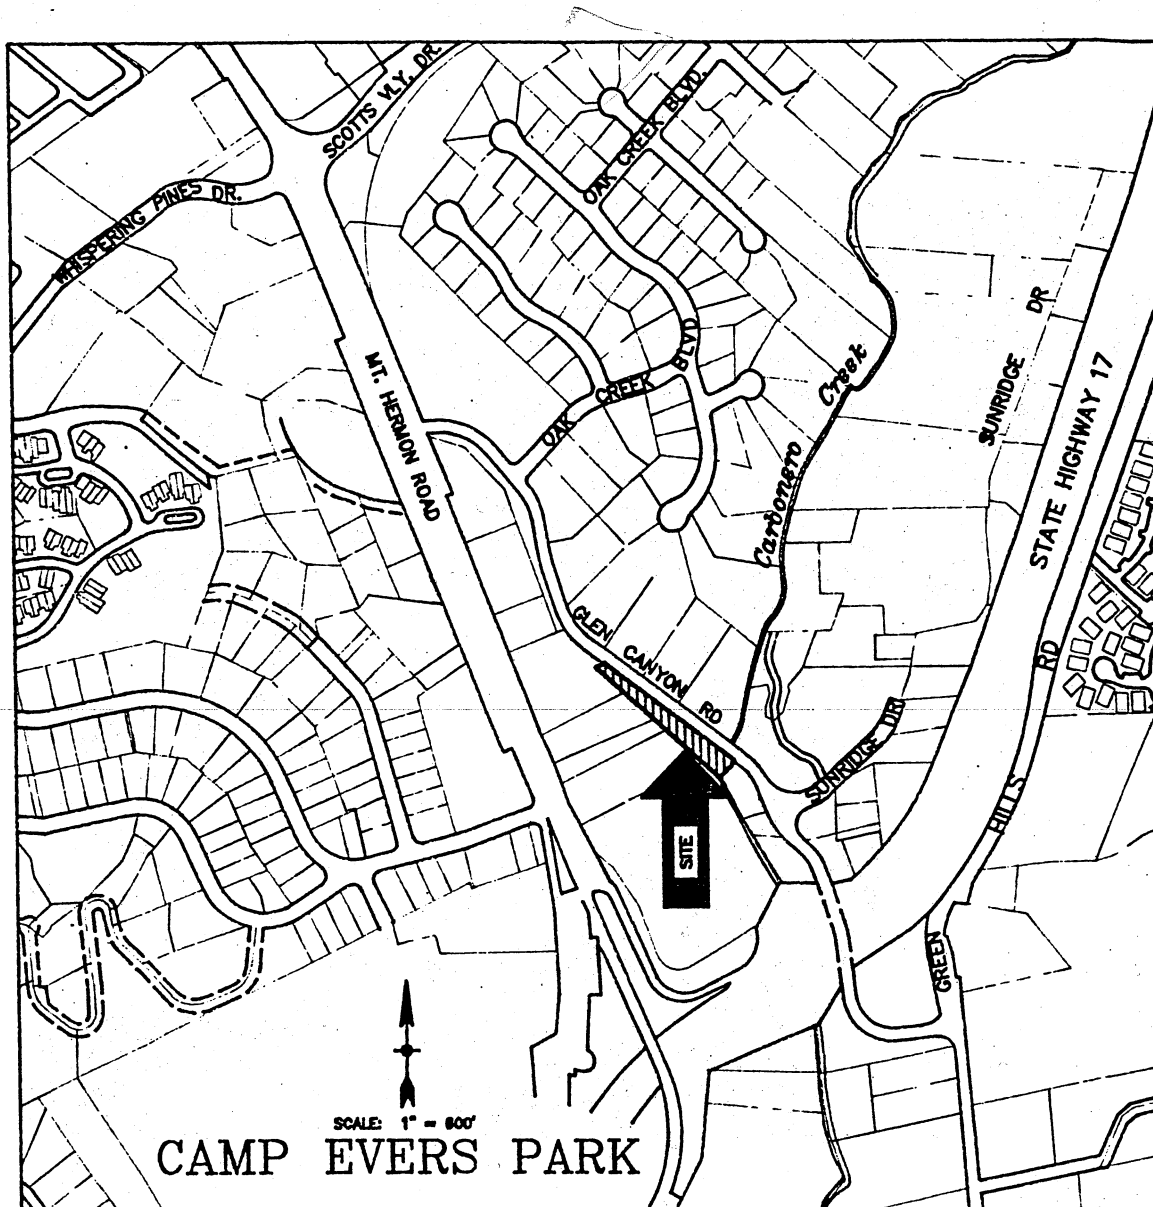 SCOTTS VLY. DR.
WHISPERING PINES DR.
OAK CREEK BLVD.
MT. HERMON ROAD
OAK CREEK BLVD
Carbonero Creek
SUNRIDGE DR
STATE HIGHWAY 17
GLEN CANYON RD
SUNRIDGE DR
GREEN HILLS RD
SITE
SCALE: 1" = 600'
CAMP EVERS PARK